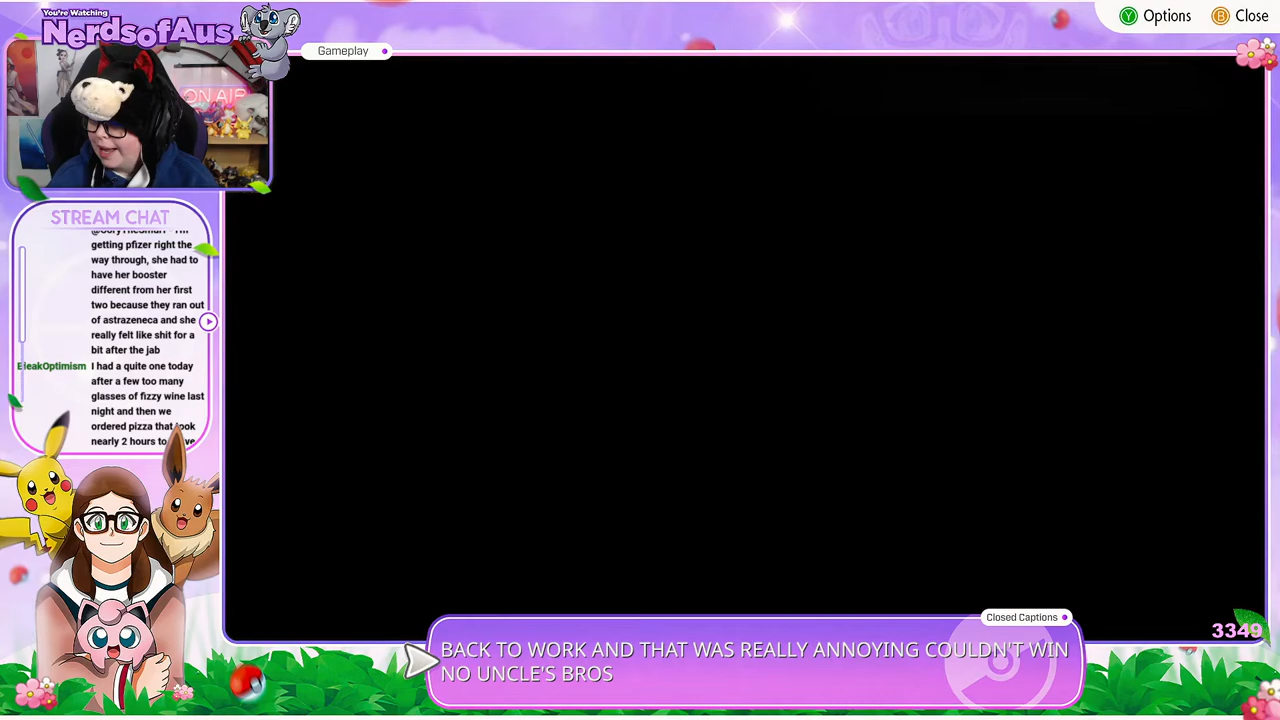 You're Watching
NerdsofAus
Options
Close
Gameplay
ON AIR
STREAM CHAT
getting pfizer right the
way through, she had to
have her booster
different from her first
two because they ran out
of astrazeneca and she
really felt like shit for a
bit after the jab
BleakOptimism I had a quite one today
after a few too many
glasses of fizzy wine last
night and then we
ordered pizza that took
nearly 2 hours to
Closed Captions
3349
BACK TO WORK AND THAT WAS REALLY ANNOYING COULDN'T WIN
NO UNCLE'S BROS